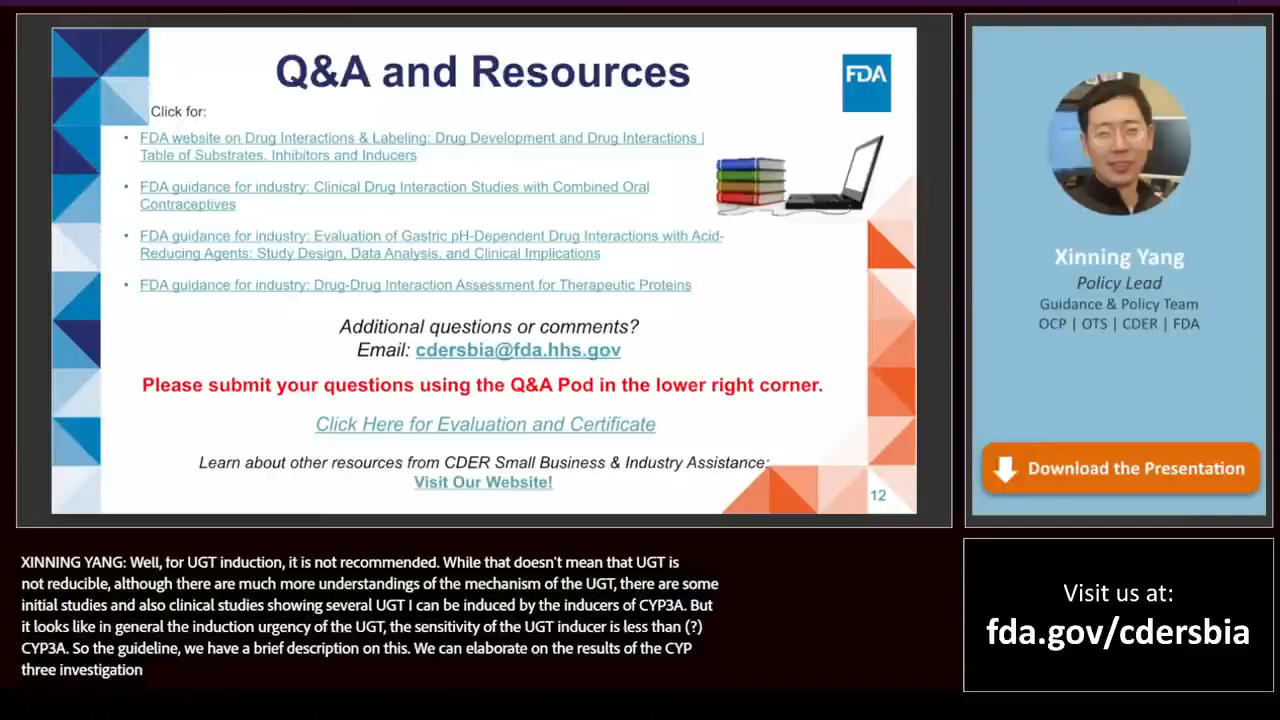 Q&A and Resources
FDA
Click for:
• FDA website on Drug Interactions & Labeling: Drug Development and Drug Interactions |
Table of Substrates, Inhibitors and Inducers
• FDA guidance for industry: Clinical Drug Interaction Studies with Combined Oral
Contraceptives
• FDA guidance for industry: Evaluation of Gastric pH-Dependent Drug Interactions with Acid-
Reducing Agents: Study Design, Data Analysis, and Clinical Implications
• FDA guidance for industry: Drug-Drug Interaction Assessment for Therapeutic Proteins
Additional questions or comments?
Email: cdersbia@fda.hhs.gov
Please submit your questions using the Q&A Pod in the lower right corner.
Click Here for Evaluation and Certificate
Learn about other resources from CDER Small Business & Industry Assistance:
Visit Our Website!
12
Xinning Yang
Policy Lead
Guidance & Policy Team
OCP | OTS | CDER | FDA
Download the Presentation
XINNING YANG: Well, for UGT induction, it is not recommended. While that doesn't mean that UGT is
not reducible, although there are much more understandings of the mechanism of the UGT, there are some
initial studies and also clinical studies showing several UGT I can be induced by the inducers of CYP3A. But
it looks like in general the induction urgency of the UGT, the sensitivity of the UGT inducer is less than (?)
CYP3A. So the guideline, we have a brief description on this. We can elaborate on the results of the CYP
three investigation
Visit us at:
fda.gov/cdersbia